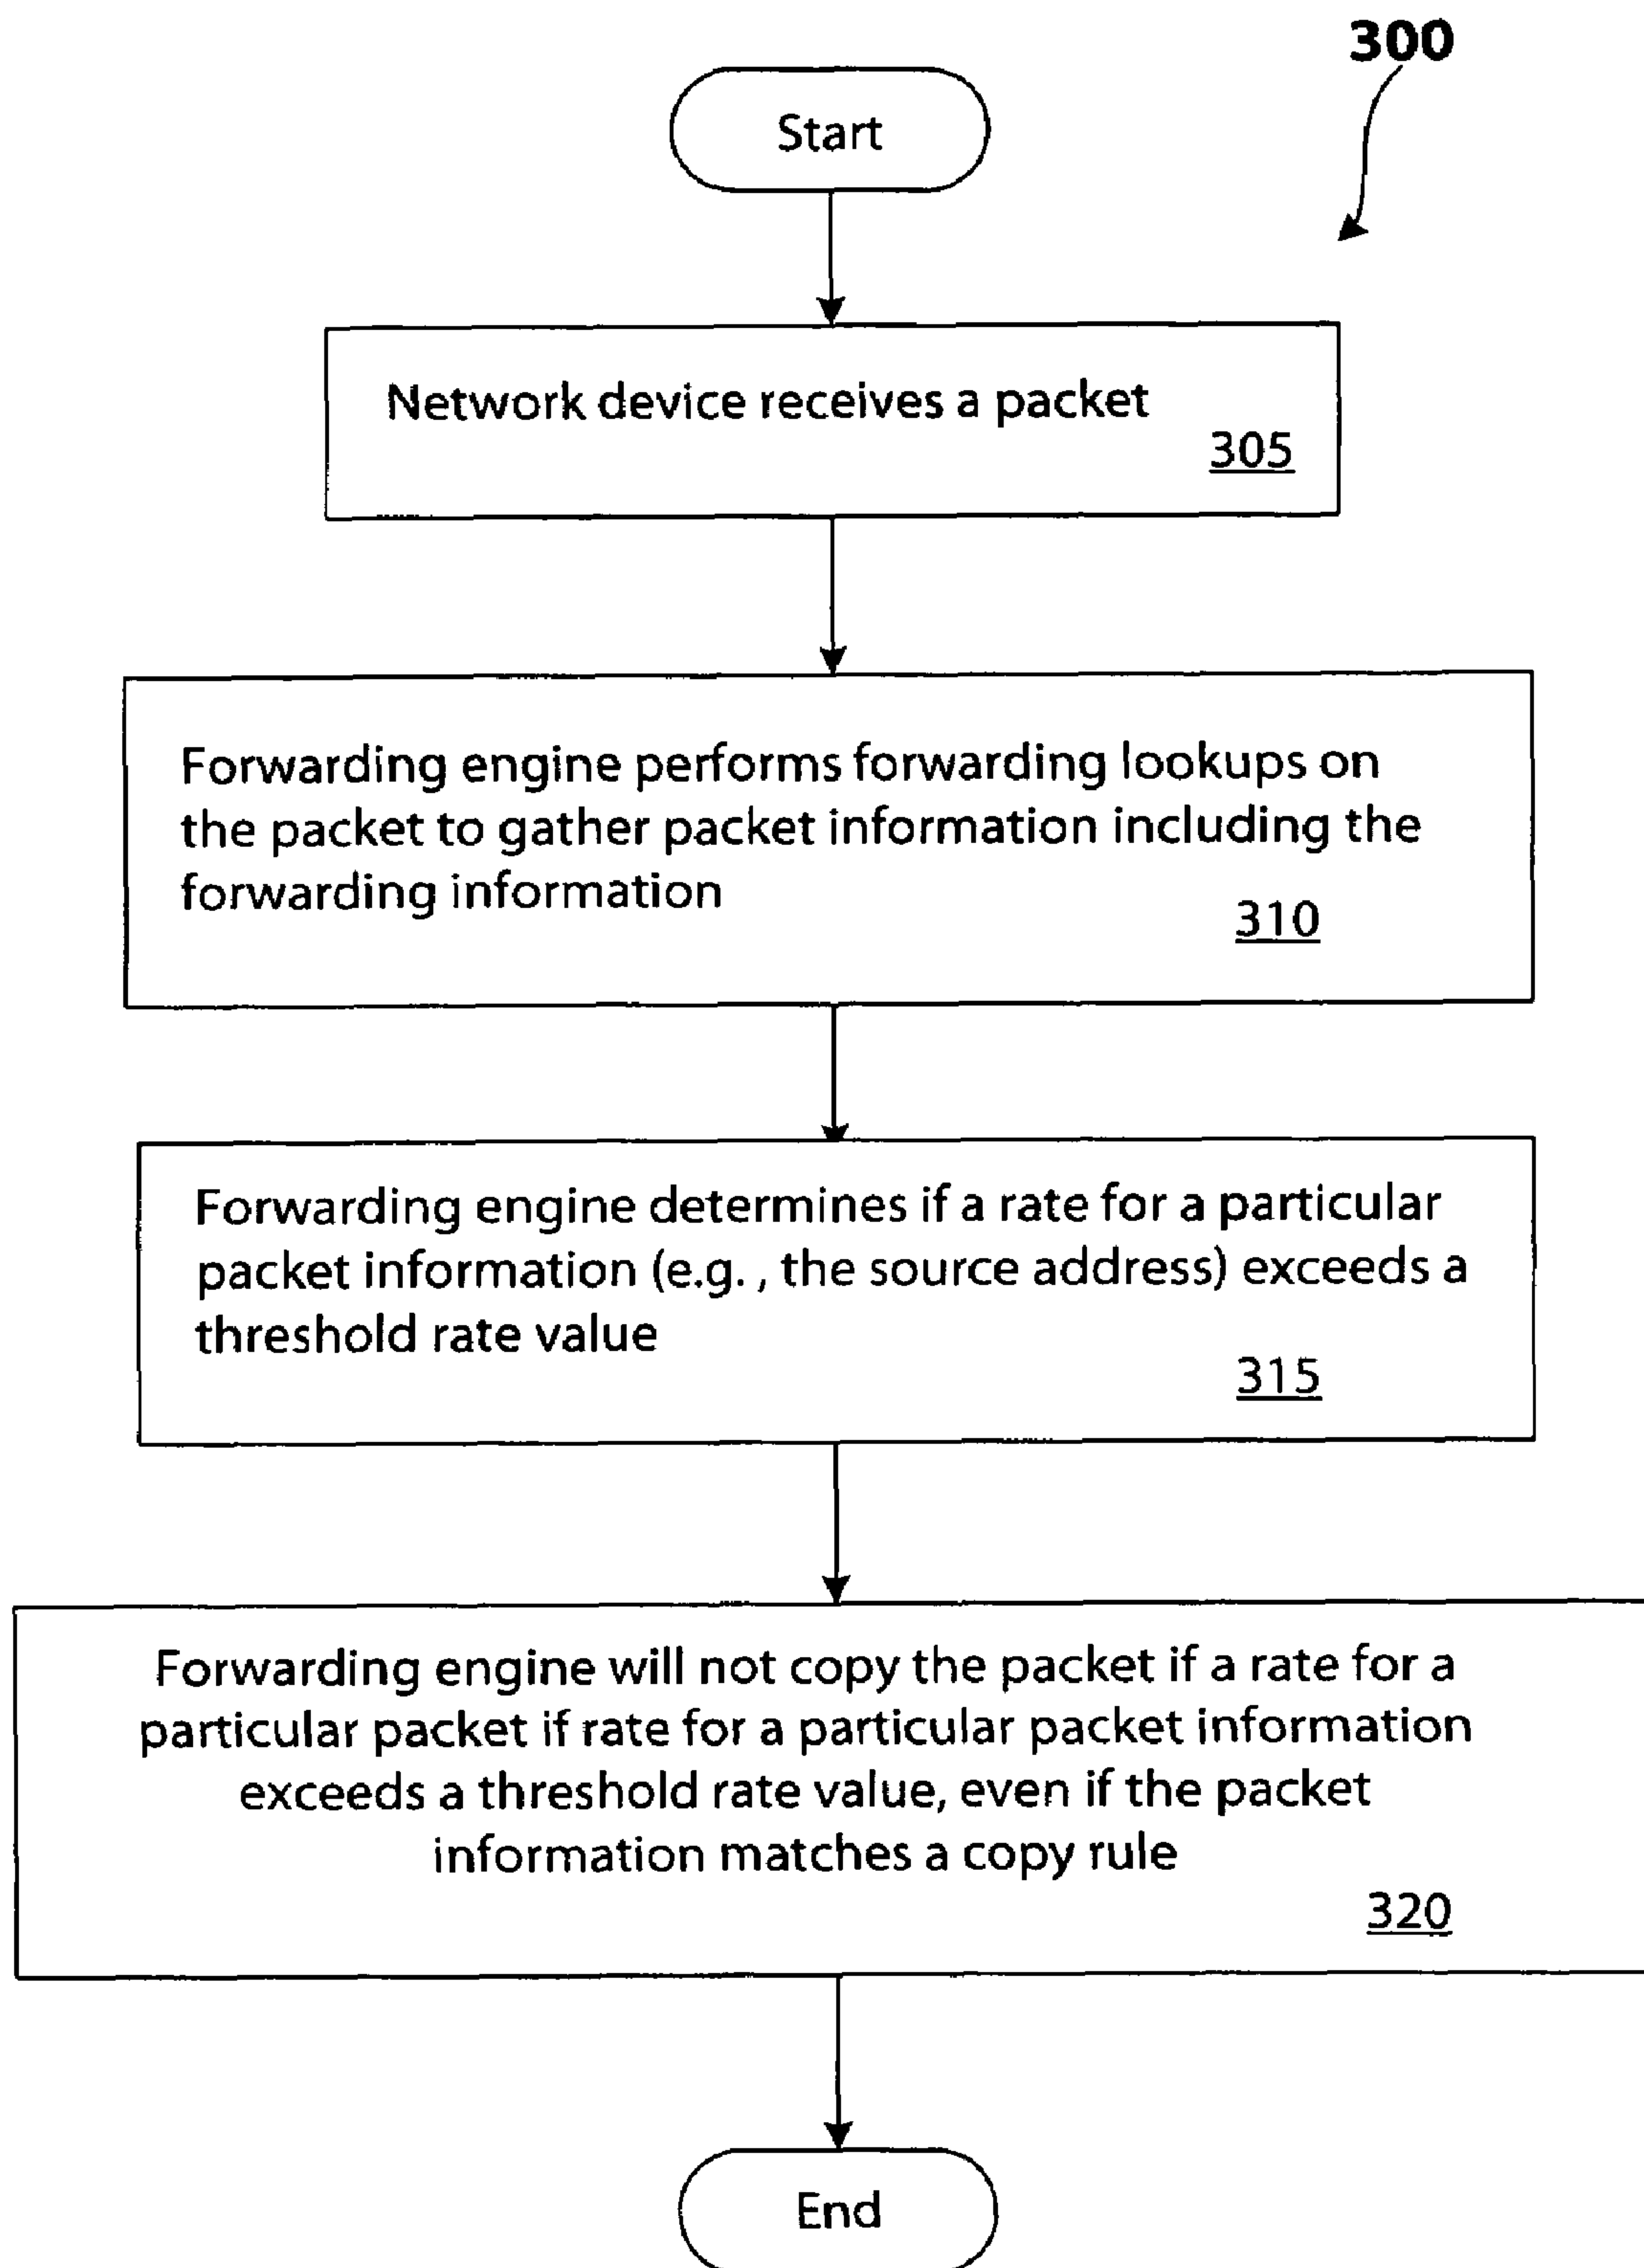 300
Start
Network device receives a packet
305
Forwarding engine performs forwarding lookups on
the packet to gather packet information including the
forwarding information
310
Forwarding engine determines if a rate for a particular
packet information (e.g., the source address) exceeds a
threshold rate value
315
Forwarding engine will not copy the packet if a rate for a
particular packet if rate for a particular packet information
exceeds a threshold rate value, even if the packet
information matches a copy rule
320
End